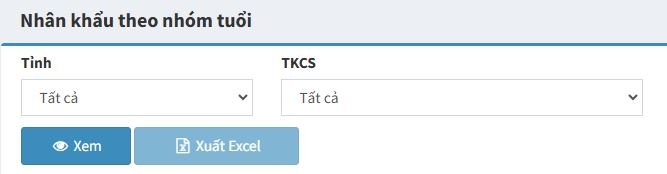 Nhân khẩu theo nhóm tuổi
Tỉnh TKCS
Tất cả Tất cả
Xem Xuất Excel